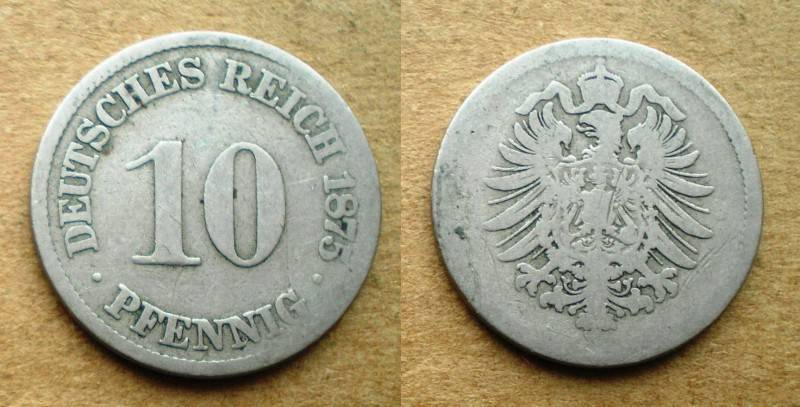 DEUTSCHES REICH 1875
10
· PFENNIG ·